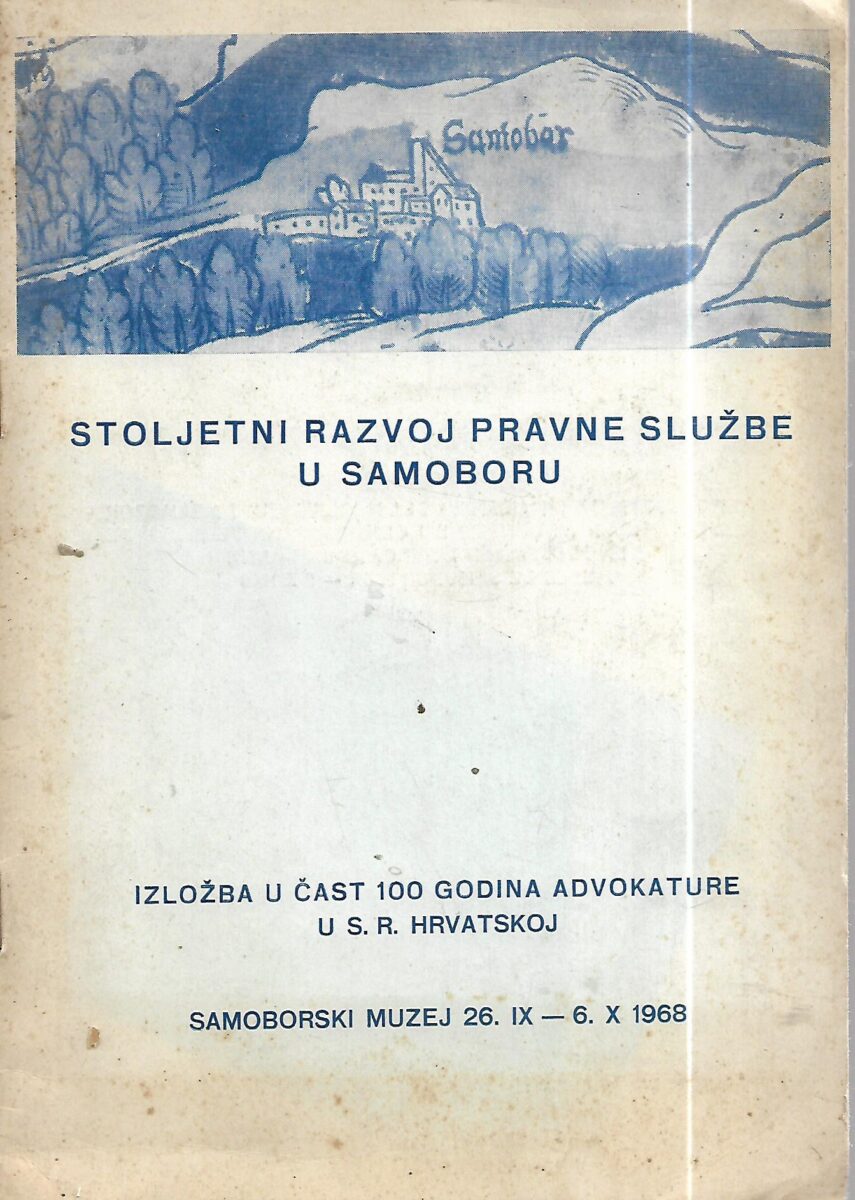 Samobor
STOLJETNI RAZVOJ PRAVNE SLUŽBE
U SAMOBORU
IZLOŽBA U ČAST 100 GODINA ADVOKATURE
U S. R. HRVATSKOJ
SAMOBORSKI MUZEJ 26. IX — 6. X 1968